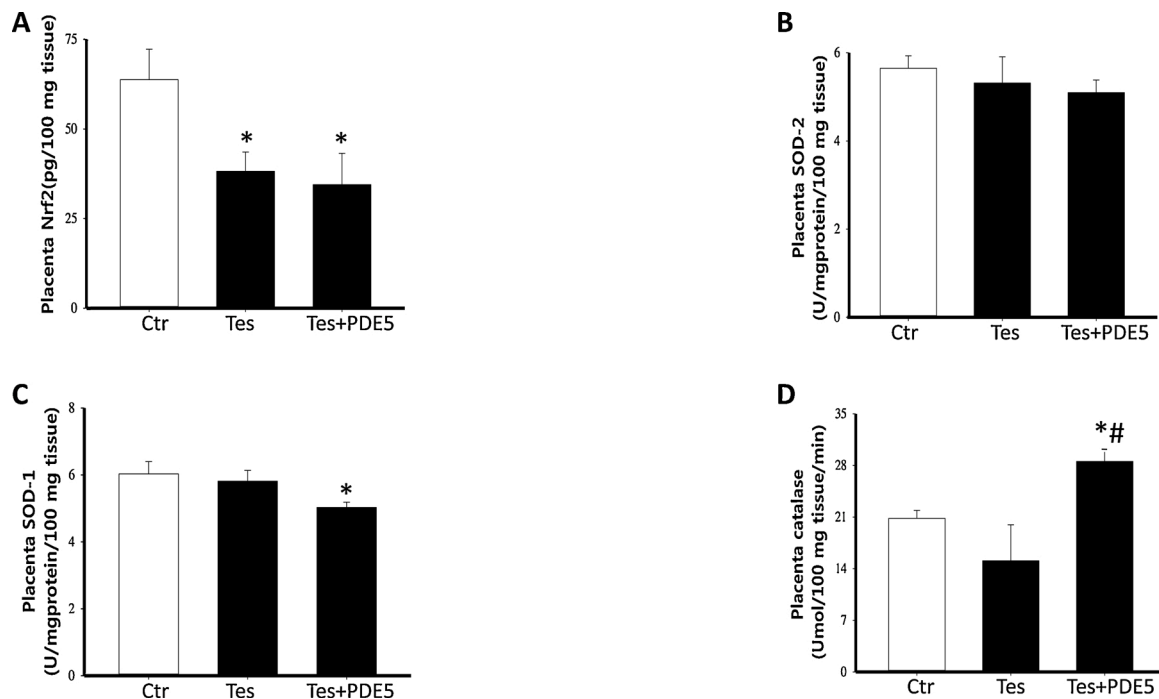 A
Placenta Nrf2(pg/100 mg tissue)
75
50
25
0
*
*
Ctr
Tes
Tes+PDE5
B
Placenta SOD-2
(U/mgprotein/100 mg tissue)
6
4
2
0
Ctr
Tes
Tes+PDE5
C
Placenta SOD-1
(U/mgprotein/100 mg tissue)
8
6
4
2
0
*
Ctr
Tes
Tes+PDE5
D
Placenta catalase
(Umol/100 mg tissue/min)
35
28
21
14
7
0
*#
Ctr
Tes
Tes+PDE5